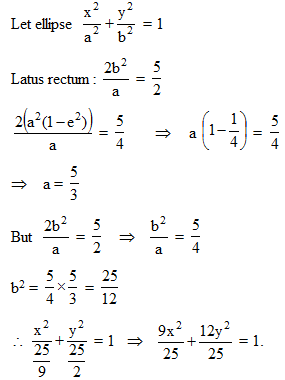 Let ellipse x²/a² + y²/b² = 1
Latus rectum : 2b²/a = 5/2
2(a²(1−e²))/a = 5/4 ⇒ a(1−1/4) = 5/4
⇒ a = 5/3
But 2b²/a = 5/2 ⇒ b²/a = 5/4
b² = 5/4 × 5/3 = 25/12
∴ x²/(25/9) + y²/(25/2) = 1 ⇒ 9x²/25 + 12y²/25 = 1.